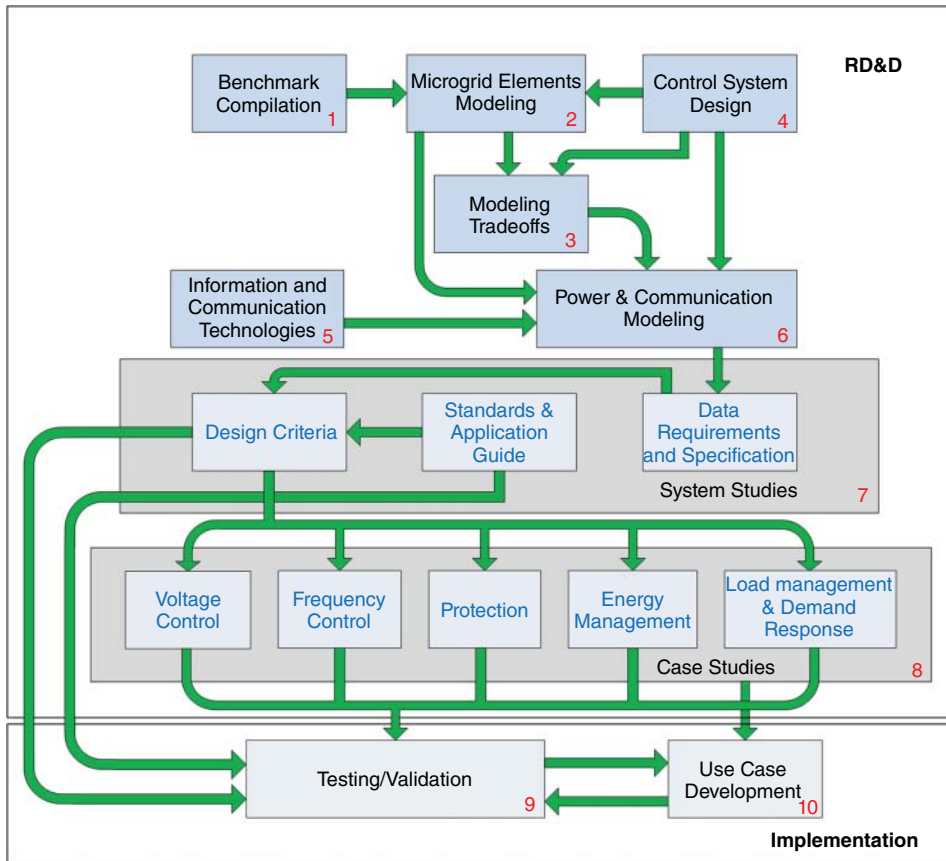 RD&D
Benchmark
Compilation
1
Microgrid Elements
Modeling
2
Control System
Design
4
Modeling
Tradeoffs
3
Information and
Communication
Technologies
5
Power & Communication
Modeling
6
Design Criteria
Standards &
Application
Guide
Data
Requirements
and Specification
System Studies
7
Voltage
Control
Frequency
Control
Protection
Energy
Management
Load management
& Demand
Response
Case Studies
8
Testing/Validation
9
Use Case
Development
10
Implementation